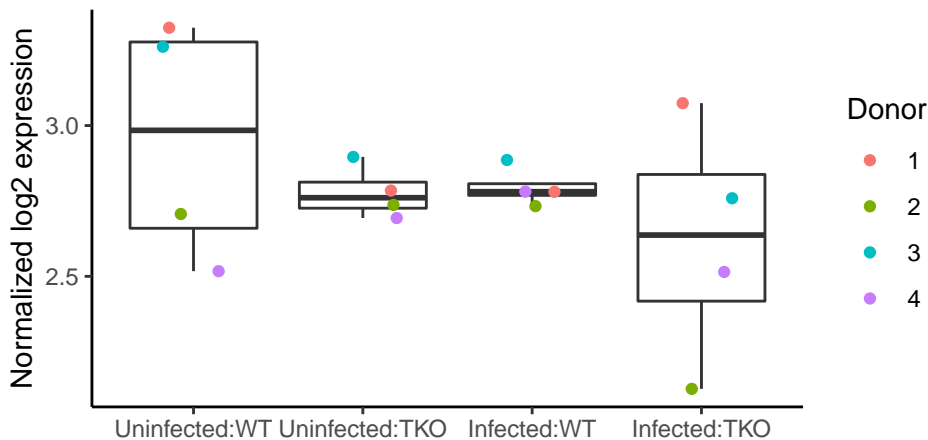 Normalized log2 expression
3.0
2.5
Uninfected:WT
Uninfected:TKO
Infected:WT
Infected:TKO
Donor
1
2
3
4